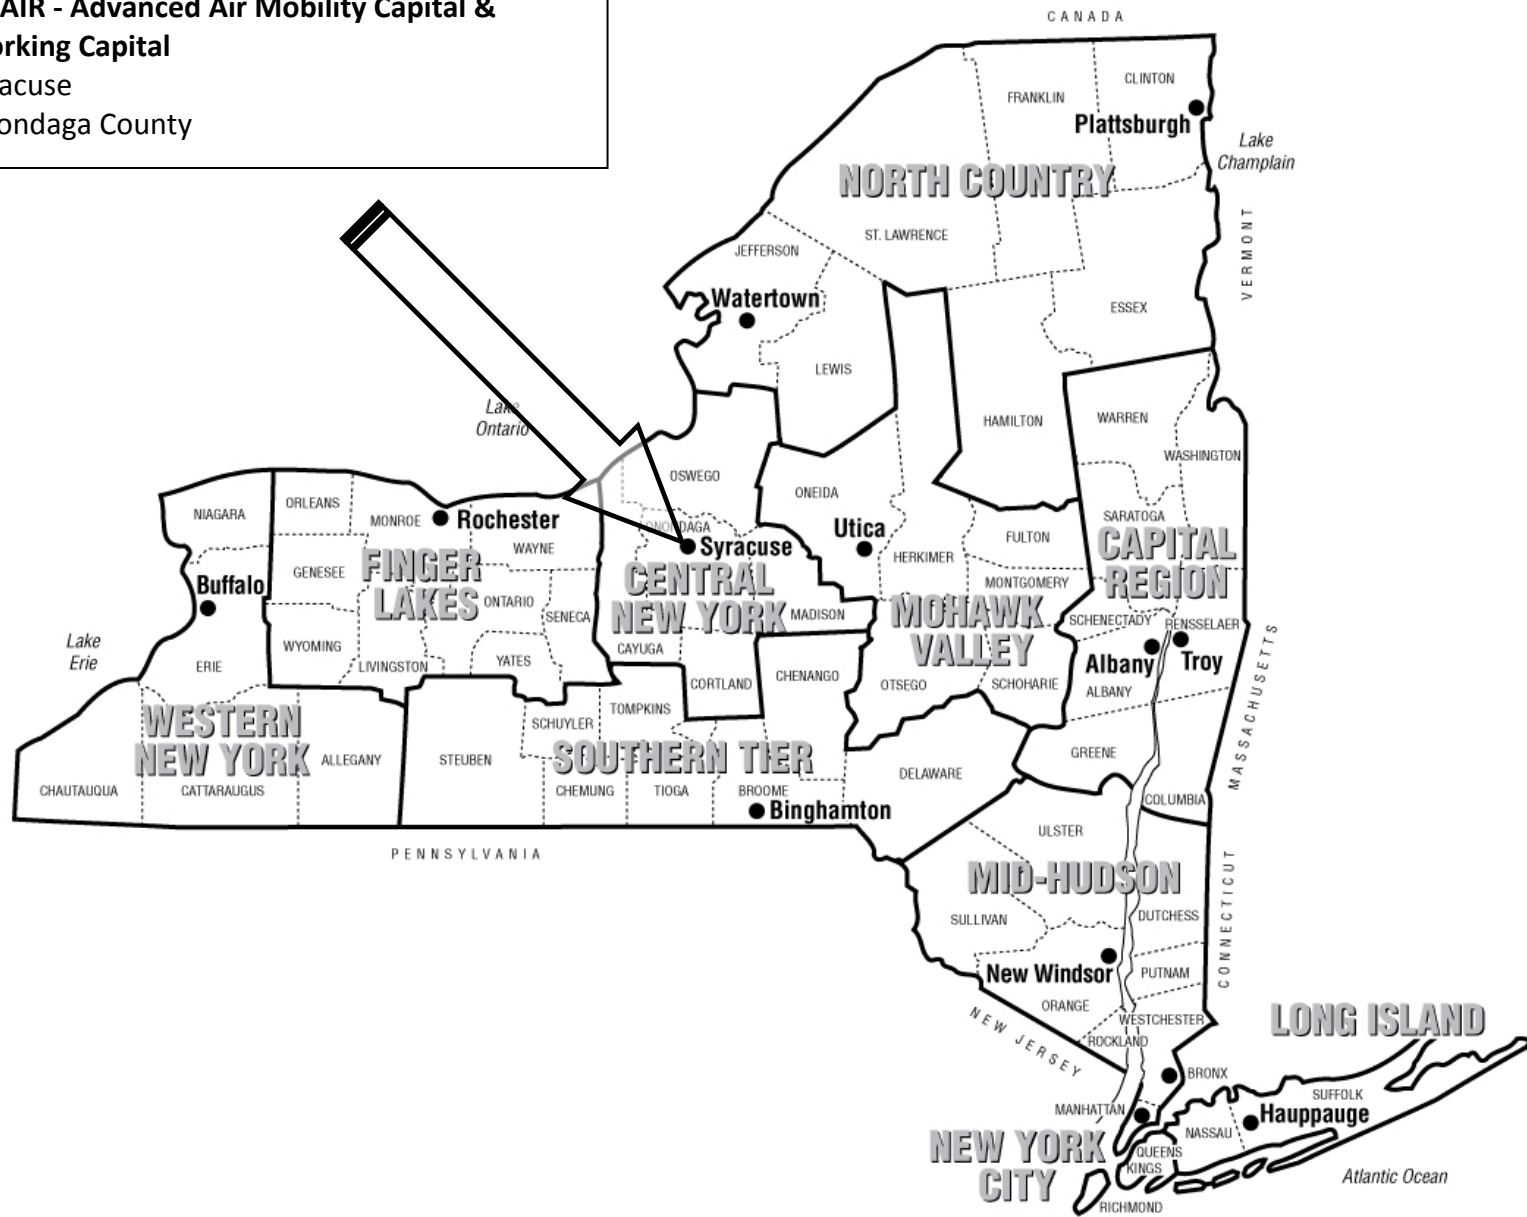 AIR - Advanced Air Mobility Capital &
orking Capital
acuse
ondaga County
CANADA
CLINTON
FRANKLIN
Plattsburgh
Lake
Champlain
NORTH COUNTRY
VERMONT
ST. LAWRENCE
JEFFERSON
Watertown
ESSEX
LEWIS
Lake
Ontario
HAMILTON
WARREN
WASHINGTON
OSWEGO
ONEIDA
NIAGARA
ORLEANS
MONROE
Rochester
SARATOGA
ONONDAGA
Utica
FULTON
WAYNE
Syracuse
HERKIMER
CAPITAL
REGION
GENESEE
FINGER
LAKES
CENTRAL
NEW YORK
MONTGOMERY
Buffalo
ONTARIO
SENECA
MADISON
MOHAWK
VALLEY
SCHENECTADY
RENSSELAER
Lake
Erie
WYOMING
CAYUGA
Albany
Troy
MASSACHUSETTS
ERIE
LIVINGSTON
YATES
CORTLAND
CHENANGO
OTSEGO
SCHOHARIE
ALBANY
WESTERN
NEW YORK
SCHUYLER
TOMPKINS
ALLEGANY
STEUBEN
SOUTHERN TIER
GREENE
DELAWARE
CHAUTAUQUA
CATTARAUGUS
CHEMUNG
TIOGA
BROOME
COLUMBIA
Binghamton
ULSTER
PENNSYLVANIA
MID-HUDSON
CONNECTICUT
SULLIVAN
DUTCHESS
New Windsor
PUTNAM
ORANGE
WESTCHESTER
LONG ISLAND
NEW JERSEY
ROCKLAND
BRONX
SUFFOLK
MANHATTAN
Hauppauge
NASSAU
NEW YORK
CITY
QUEENS
KINGS
Atlantic Ocean
RICHMOND